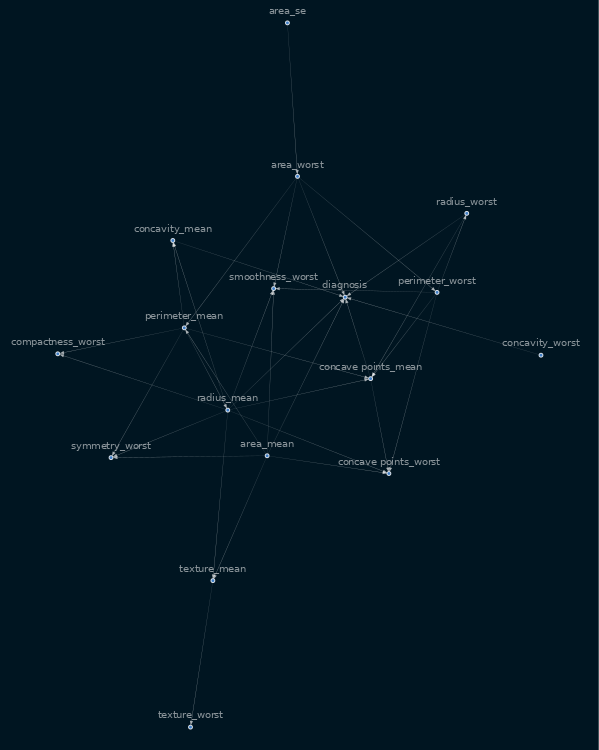 area_se
area_worst
radius_worst
concavity_mean
smoothness_worst
diagnosis
perimeter_worst
perimeter_mean
compactness_worst
concavity_worst
concave points_mean
radius_mean
area_mean
symmetry_worst
concave points_worst
texture_mean
texture_worst